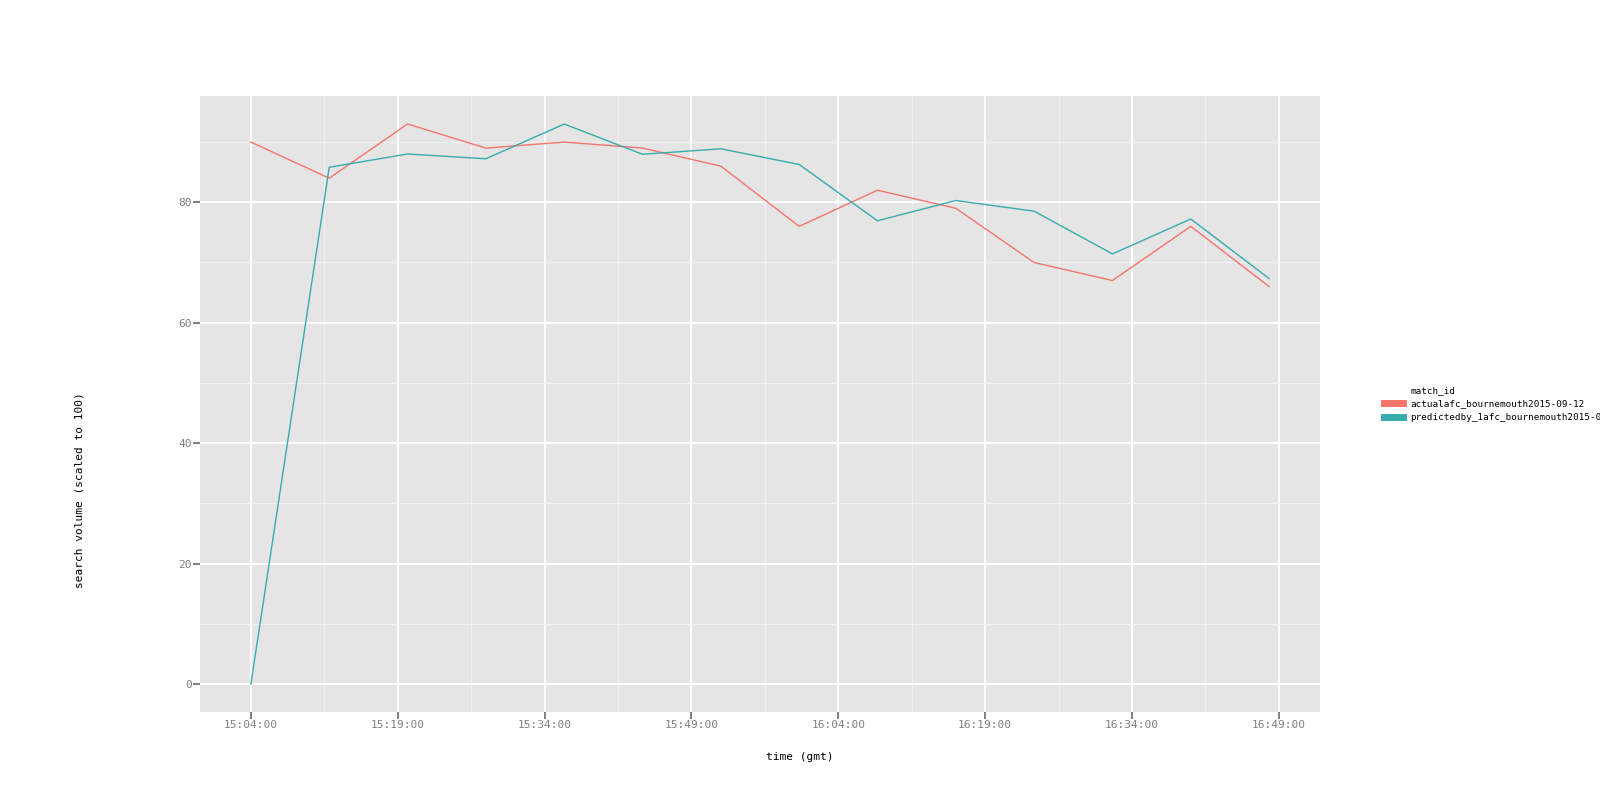 80
60
40
20
0
search volume (scaled to 100)
15:04:00 15:19:00 15:34:00 15:49:00 16:04:00 16:19:00 16:34:00 16:49:00
time (gmt)
match_id
actualafc_bournemouth2015-09-12
predictedby_1afc_bournemouth2015-0